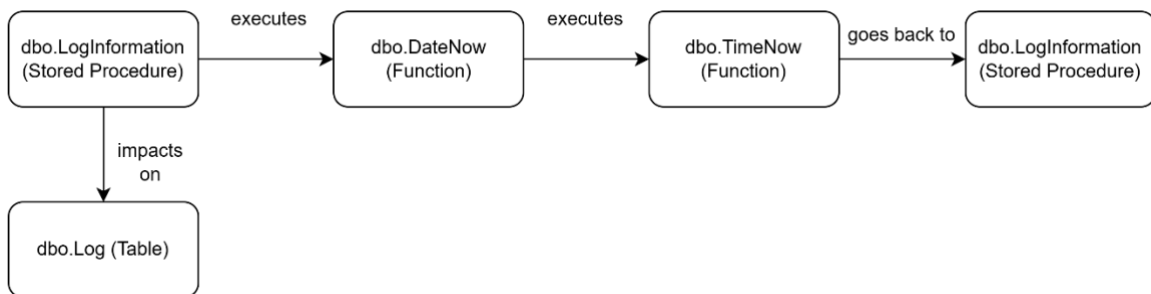 executes
executes
goes back to
dbo.LogInformation
(Stored Procedure)
dbo.DateNow
(Function)
dbo.TimeNow
(Function)
dbo.LogInformation
(Stored Procedure)
impacts
on
dbo.Log (Table)